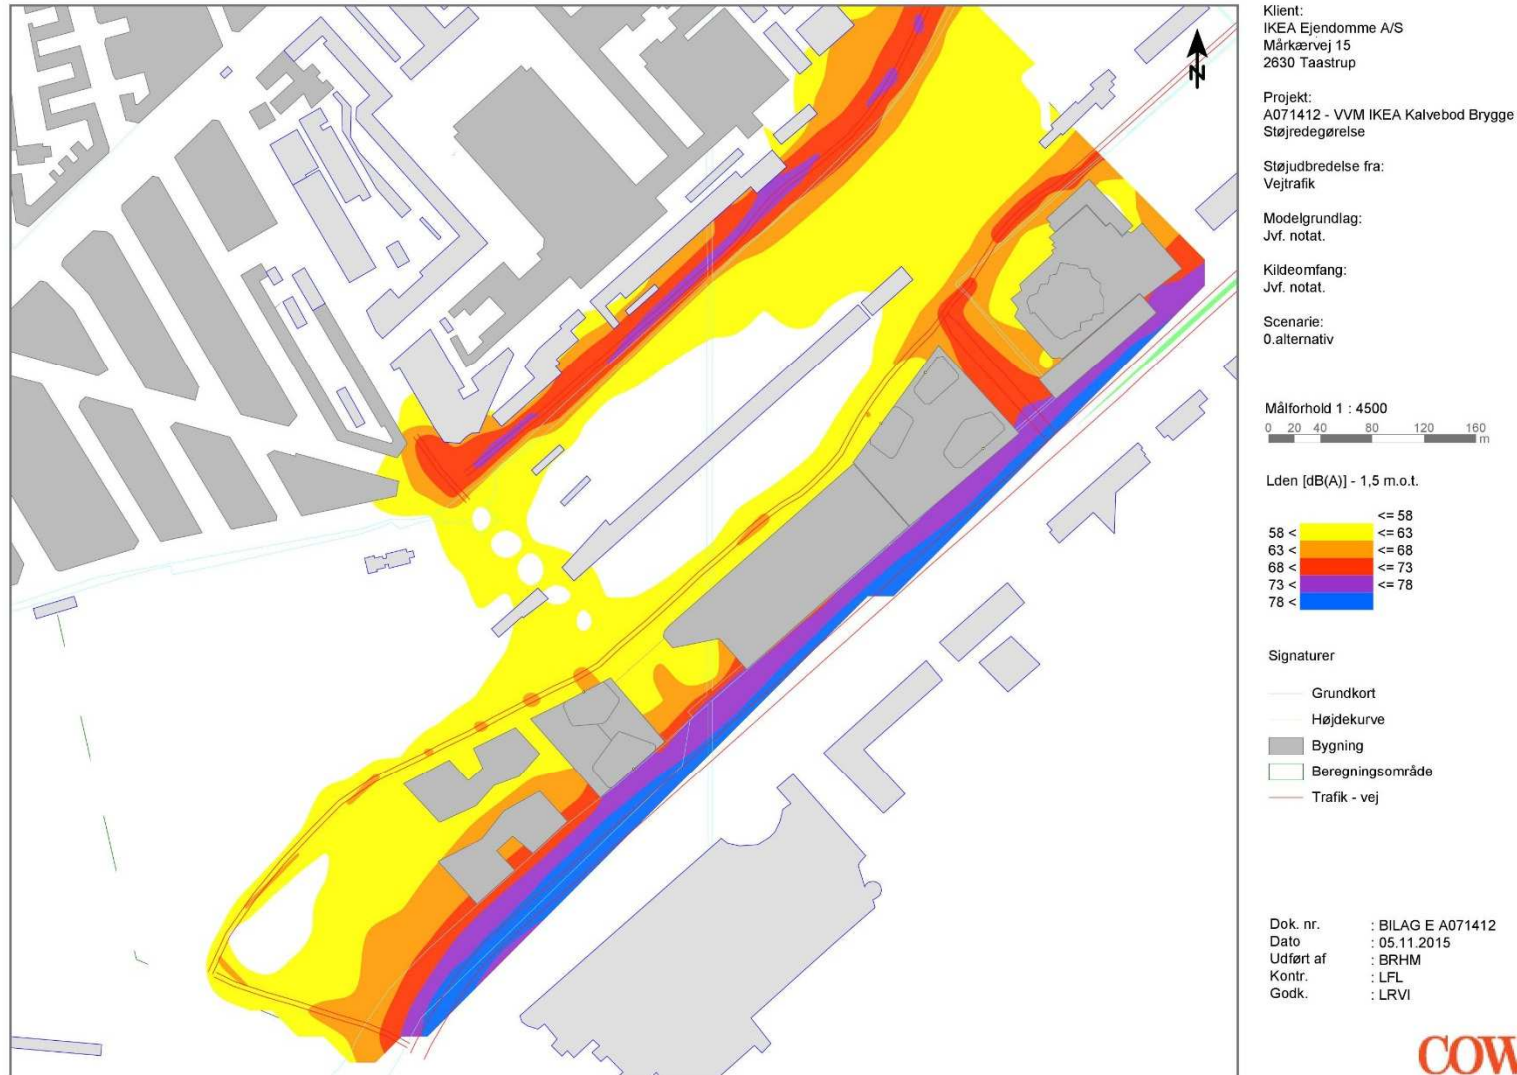 Klient:
IKEA Ejendomme A/S
Mårkærvej 15
2630 Taastrup
Projekt:
A071412 - VVM IKEA Kalvebod Brygge
Støjredegørelse
Støjudbredelse fra:
Vejtrafik
Modelgrundlag:
Jvf. notat.
Kildeomfang:
Jvf. notat.
Scenarie:
0.alternativ
N
Målforhold 1 : 4500
0 20 40 80 120 160
m
Lden [dB(A)] - 1,5 m.o.t.
<= 58
58 < <= 63
63 < <= 68
68 < <= 73
73 < <= 78
78 <
Signaturer
Grundkort
Højdekurve
Bygning
Beregningsområde
Trafik - vej
Dok. nr. : BILAG E A071412
Dato : 05.11.2015
Udført af : BRHM
Kontr. : LFL
Godk. : LRVI
COW